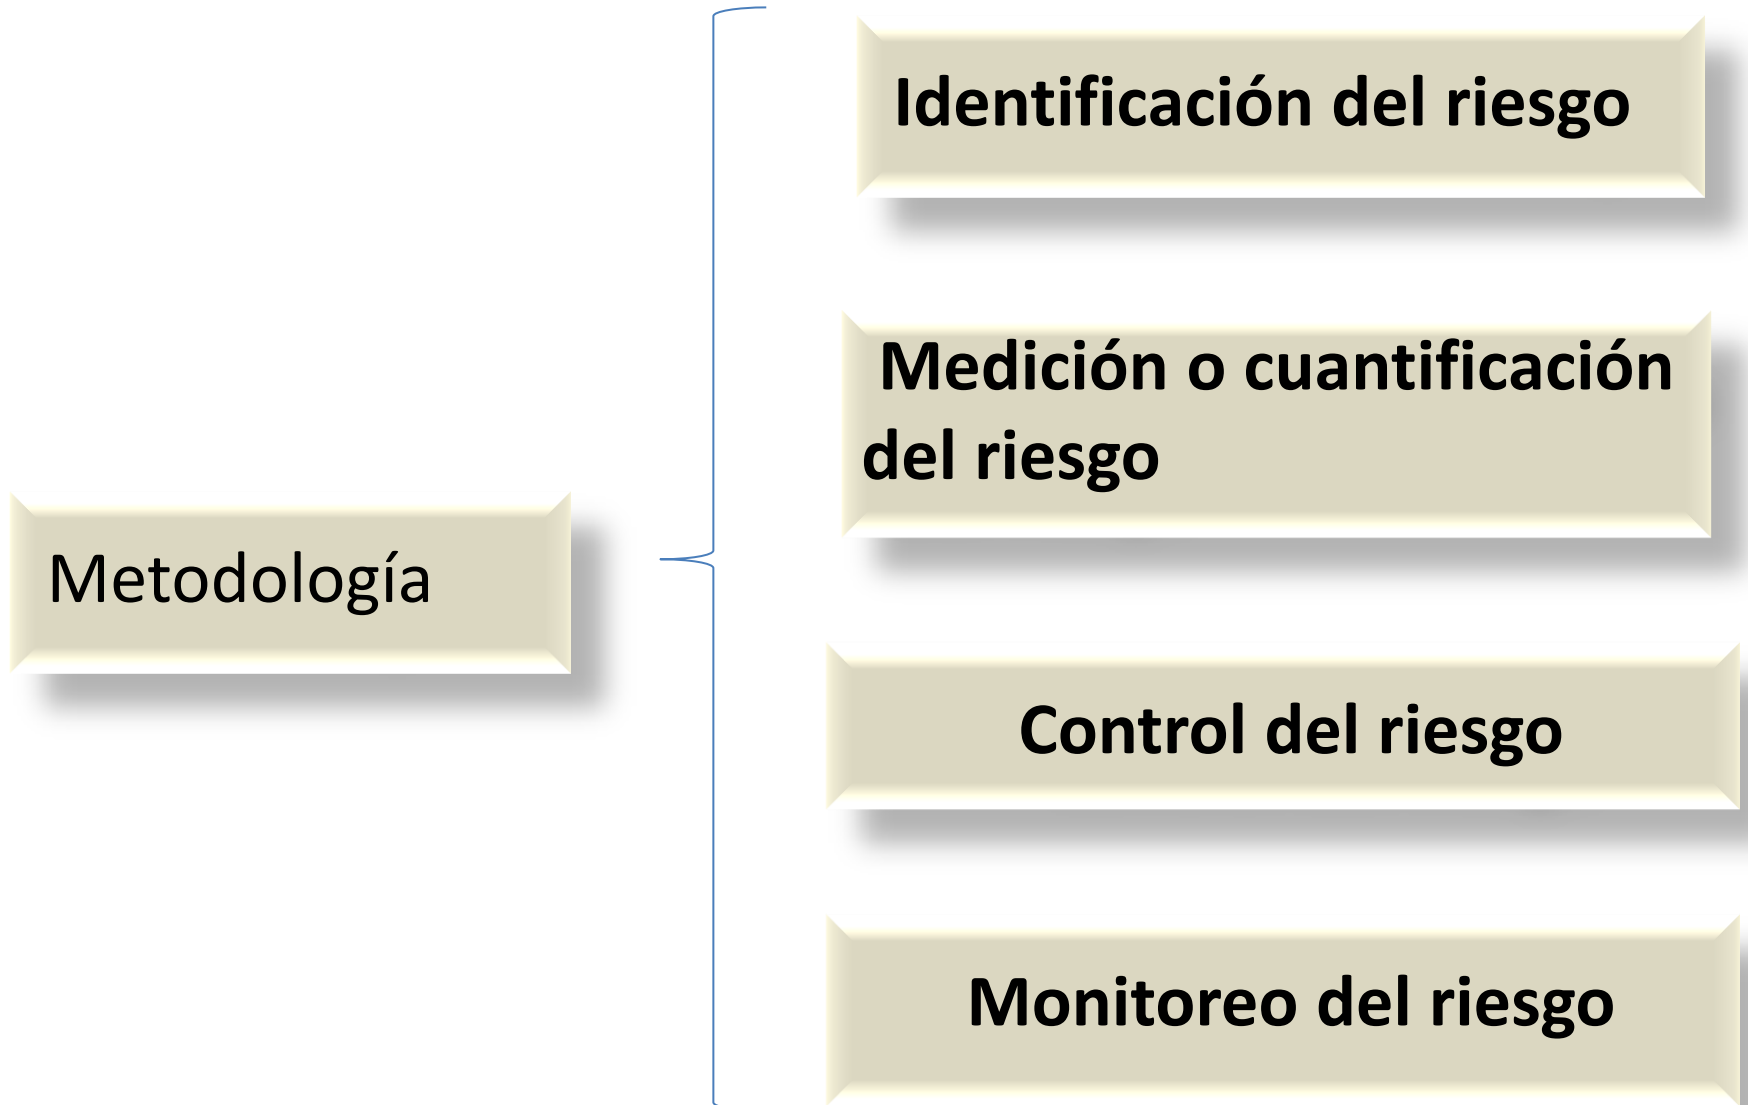 Identificación del riesgo
Medición o cuantificación
del riesgo
Metodología
Control del riesgo
Monitoreo del riesgo